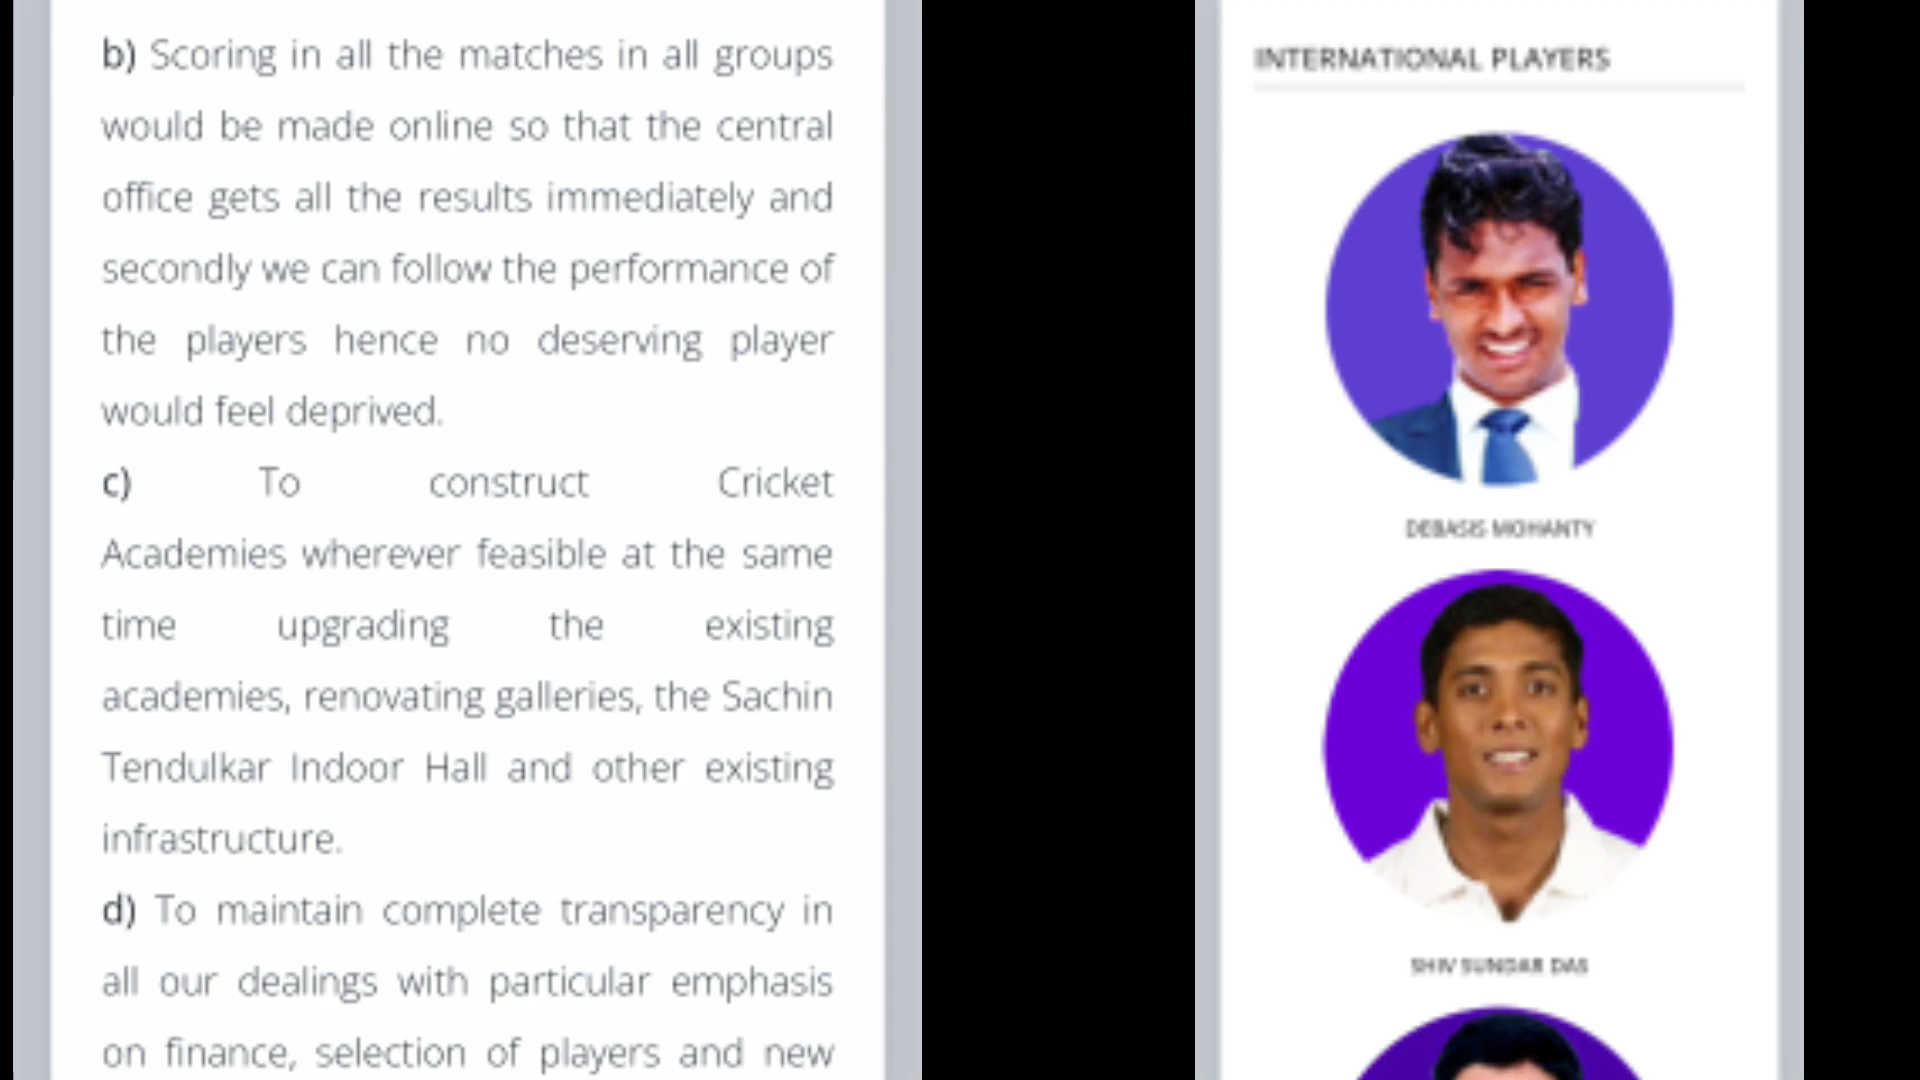 b) Scoring in all the matches in all groups
would be made online so that the central
office gets all the results immediately and
secondly we can follow the performance of
the players hence no deserving player
would feel deprived.
c) To construct Cricket
Academies wherever feasible at the same
time upgrading the existing
academies, renovating galleries, the Sachin
Tendulkar Indoor Hall and other existing
infrastructure.
d) To maintain complete transparency in
all our dealings with particular emphasis
on finance, selection of players and new
INTERNATIONAL PLAYERS
DEBASIS MOHANTY
SHIV SUNDAR DAS